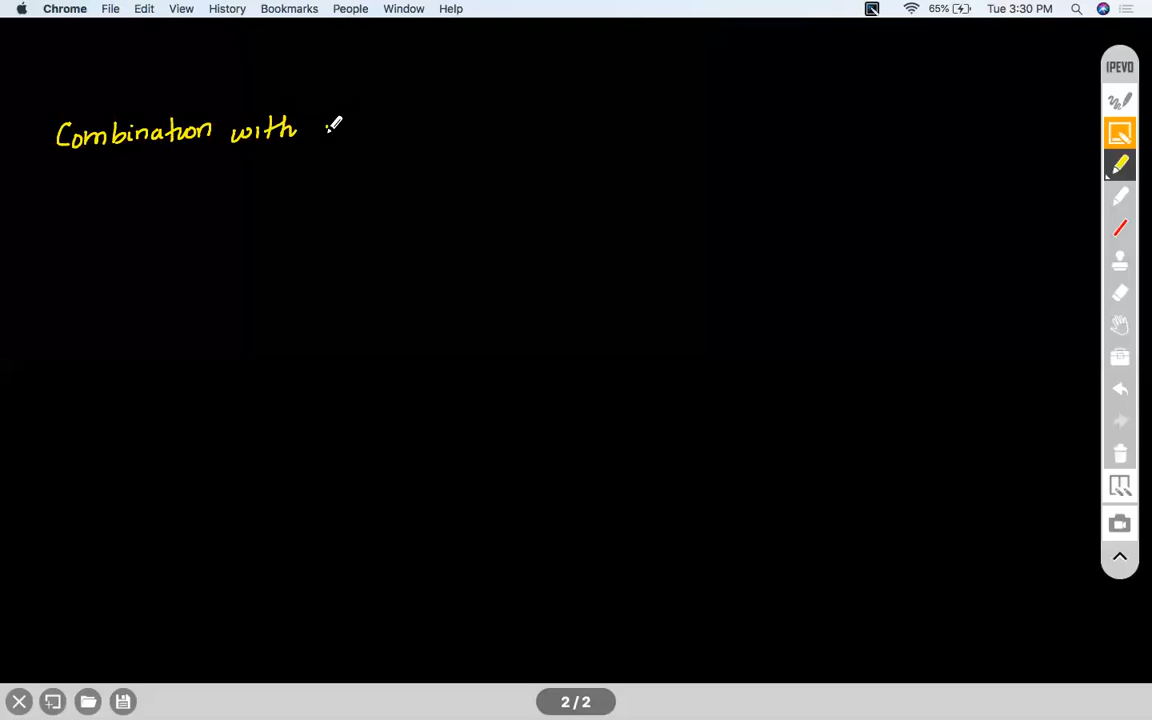 Chrome File Edit View History Bookmarks People Window Help 65% Tue 3:30 PM
IPEVO
Combination with
2 / 2